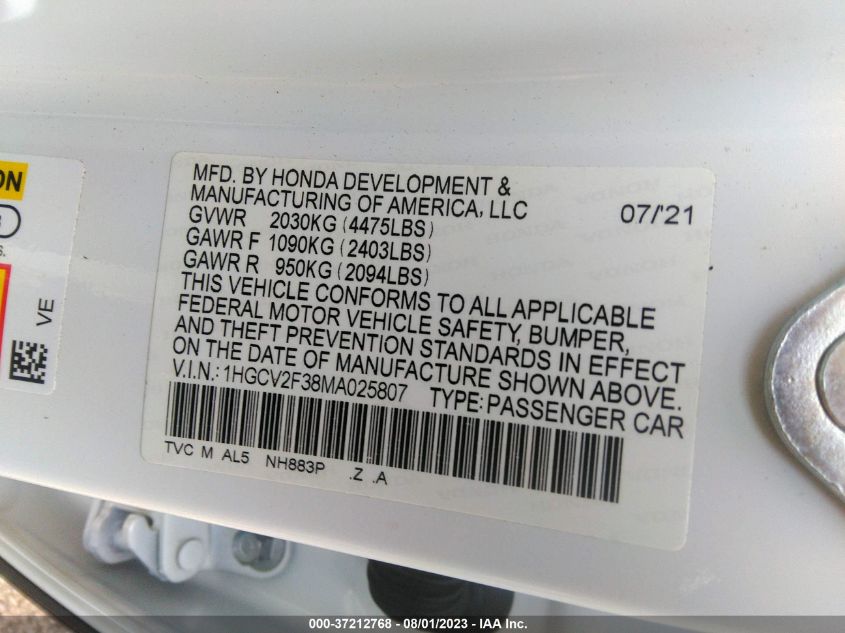 MFD. BY HONDA DEVELOPMENT &
MANUFACTURING OF AMERICA, LLC 07/'21
GVWR 2030KG (4475LBS)
GAWR F 1090KG (2403LBS)
GAWR R 950KG (2094LBS)
THIS VEHICLE CONFORMS TO ALL APPLICABLE
FEDERAL MOTOR VEHICLE SAFETY, BUMPER,
AND THEFT PREVENTION STANDARDS IN EFFECT
ON THE DATE OF MANUFACTURE SHOWN ABOVE.
V.I.N.: 1HGCV2F38MA025807 TYPE: PASSENGER CAR
TVC M AL5 NH883P .Z .A
VE
000-37212768 - 08/01/2023 - IAA Inc.